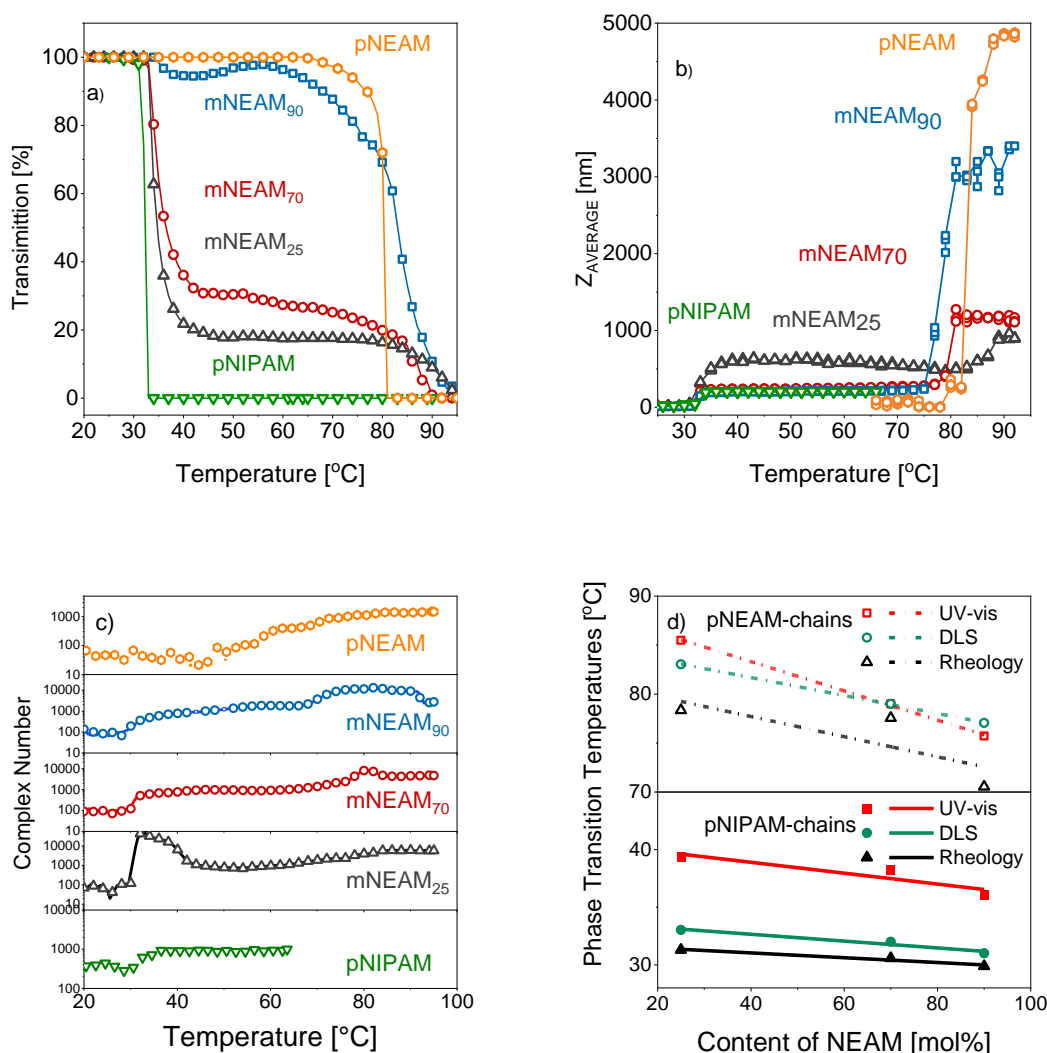 pNEAM
100
a)
mNEAM90
80
60
mNEAM70
40
mNEAM25
20
pNIPAM
0
20 30 40 50 60 70 80 90
Temperature [oC]
Transimittion [%]
5000
pNEAM
b)
4000
mNEAM90
3000
2000
mNEAM70
pNIPAM
1000
mNEAM25
0
30 40 50 60 70 80 90
Temperature [oC]
ZAVERAGE [nm]
c)
1000
100
pNEAM
10
10000
1000
100
mNEAM90
10
10000
1000
mNEAM70
100
10
10000
1000
mNEAM25
100
10
10000
1000
pNIPAM
100
20 40 60 80 100
Temperature [°C]
Complex Number
90
d)
pNEAM-chains
UV-vis
DLS
Rheology
80
70
pNIPAM-chains
UV-vis
DLS
Rheology
40
30
20 40 60 80 100
Content of NEAM [mol%]
Phase Transition Temperatures [oC]